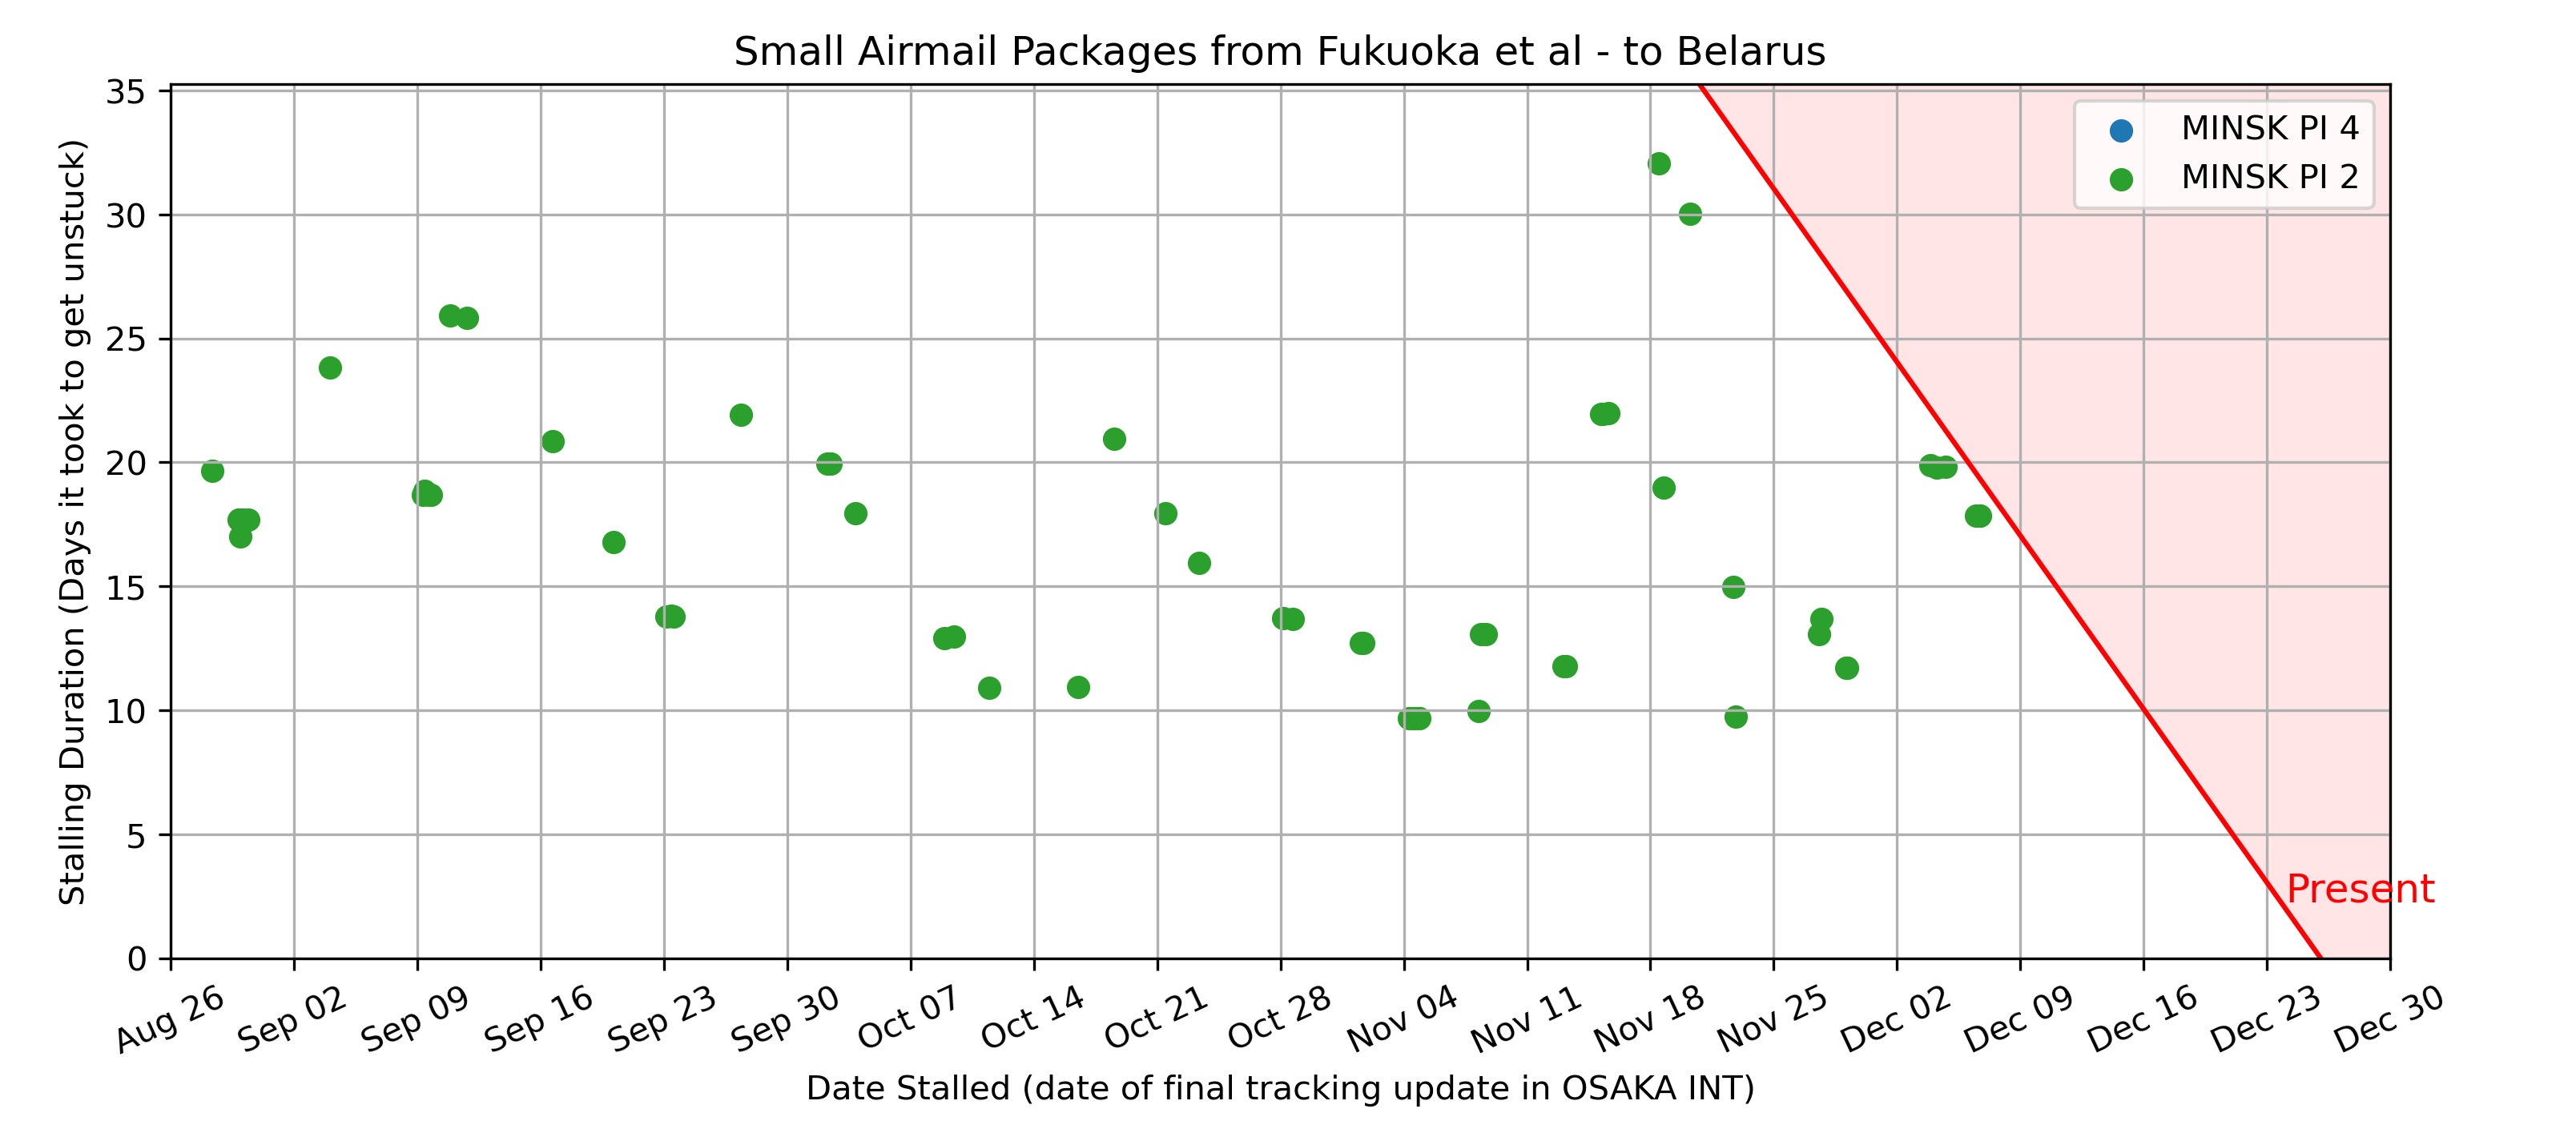 Small Airmail Packages from Fukuoka et al - to Belarus
MINSK PI 4
MINSK PI 2
Stalling Duration (Days it took to get unstuck)
35
30
25
20
15
10
5
0
Present
Aug 26
Sep 02
Sep 09
Sep 16
Sep 23
Sep 30
Oct 07
Oct 14
Oct 21
Oct 28
Nov 04
Nov 11
Nov 18
Nov 25
Dec 02
Dec 09
Dec 16
Dec 23
Dec 30
Date Stalled (date of final tracking update in OSAKA INT)